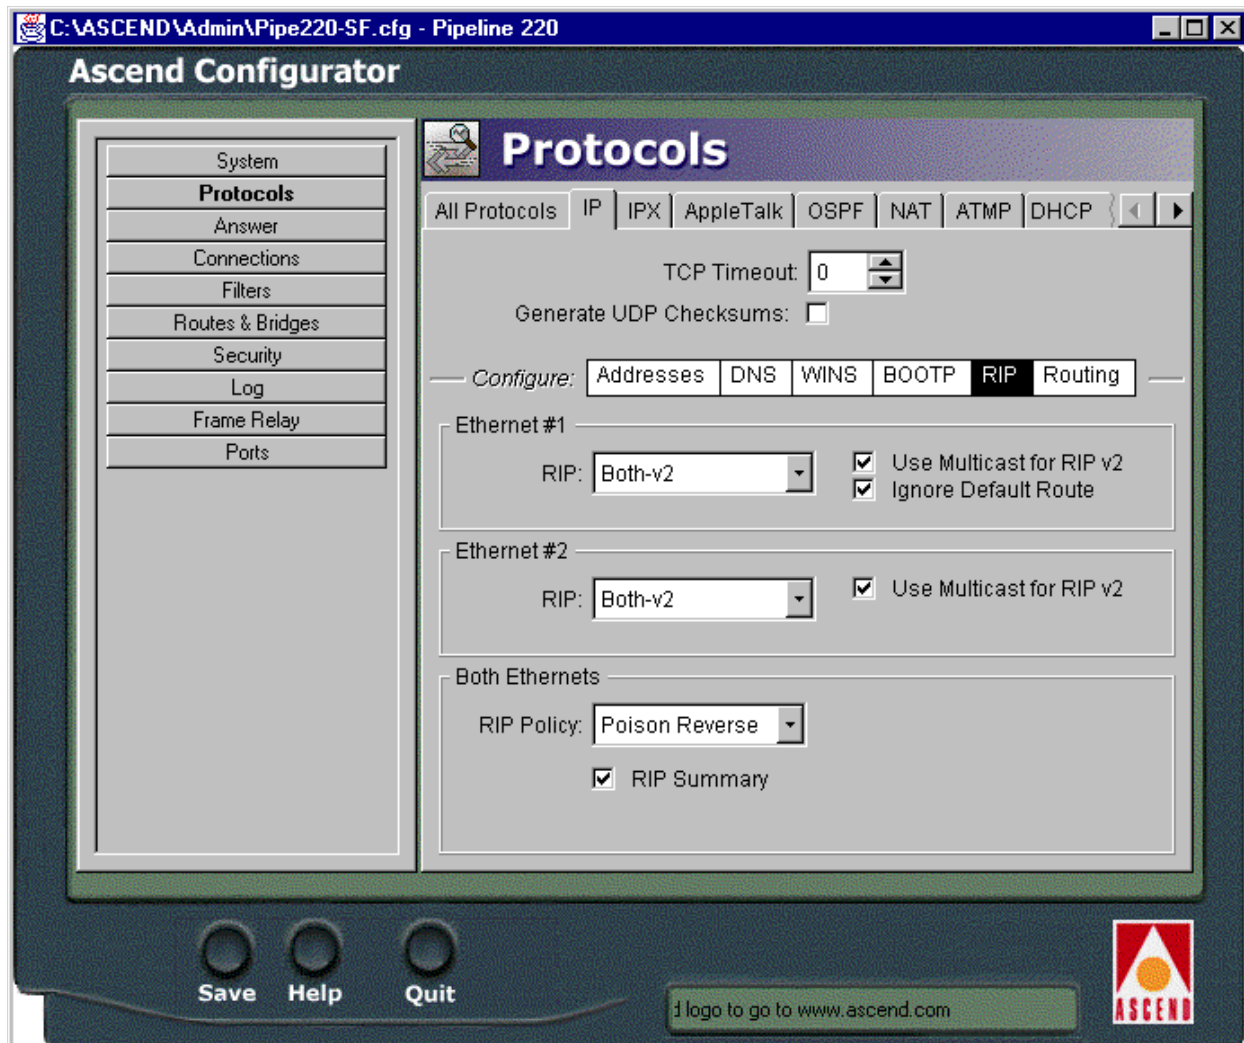 C:\ASCEND\Admin\Pipe220-SF.cfg - Pipeline 220
Ascend Configurator
System
Protocols
Answer
Connections
Filters
Routes & Bridges
Security
Log
Frame Relay
Ports
Protocols
All Protocols IP IPX AppleTalk OSPF NAT ATMP DHCP
TCP Timeout: 0
Generate UDP Checksums:
Configure: Addresses DNS WINS BOOTP RIP Routing
Ethernet #1
RIP: Both-v2 Use Multicast for RIP v2
Ignore Default Route
Ethernet #2
RIP: Both-v2 Use Multicast for RIP v2
Both Ethernets
RIP Policy: Poison Reverse
RIP Summary
Save Help Quit
logo to go to www.ascend.com
ASCEND